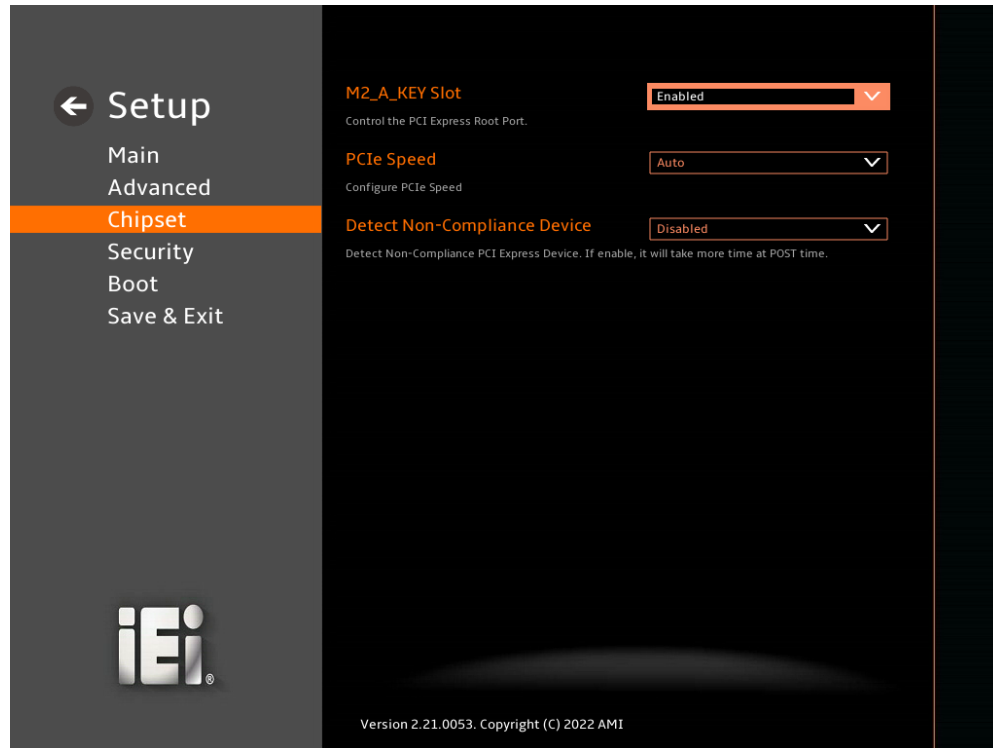 Setup
Main
Advanced
Chipset
Security
Boot
Save & Exit
iEi®
M2_A_KEY Slot
Enabled
Control the PCI Express Root Port.
PCIe Speed
Auto
Configure PCIe Speed
Detect Non-Compliance Device
Disabled
Detect Non-Compliance PCI Express Device. If enable, it will take more time at POST time.
Version 2.21.0053. Copyright (C) 2022 AMI